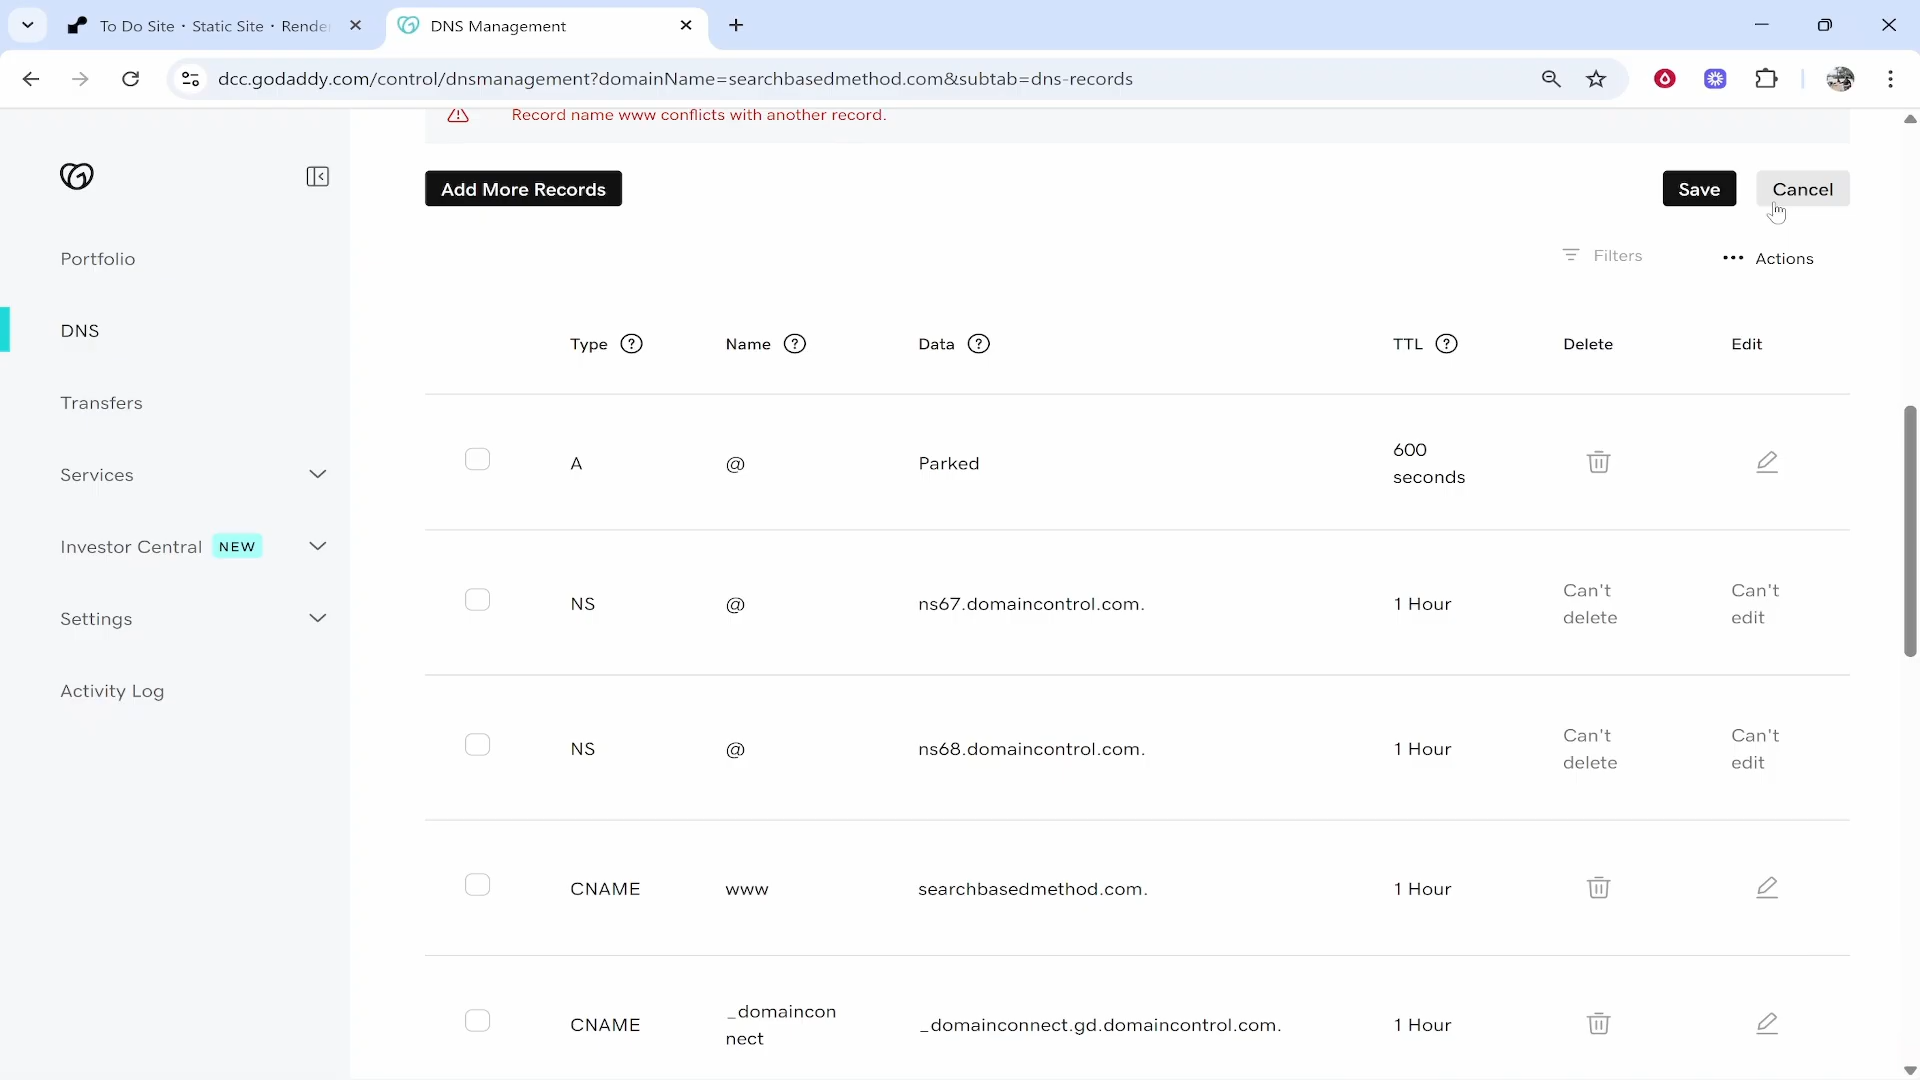 To Do Site · Static Site · Rende
DNS Management
dcc.godaddy.com/control/dnsmanagement?domainName=searchbasedmethod.com&subtab=dns-records
Record name www conflicts with another record.
Add More Records
Save
Cancel
Filters
Actions
Portfolio
DNS
Transfers
Services
Investor Central NEW
Settings
Activity Log
Type Name Data TTL Delete Edit
A @ Parked 600 seconds
NS @ ns67.domaincontrol.com. 1 Hour Can't delete Can't edit
NS @ ns68.domaincontrol.com. 1 Hour Can't delete Can't edit
CNAME www searchbasedmethod.com. 1 Hour
CNAME _domainconnect _domainconnect.gd.domaincontrol.com. 1 Hour